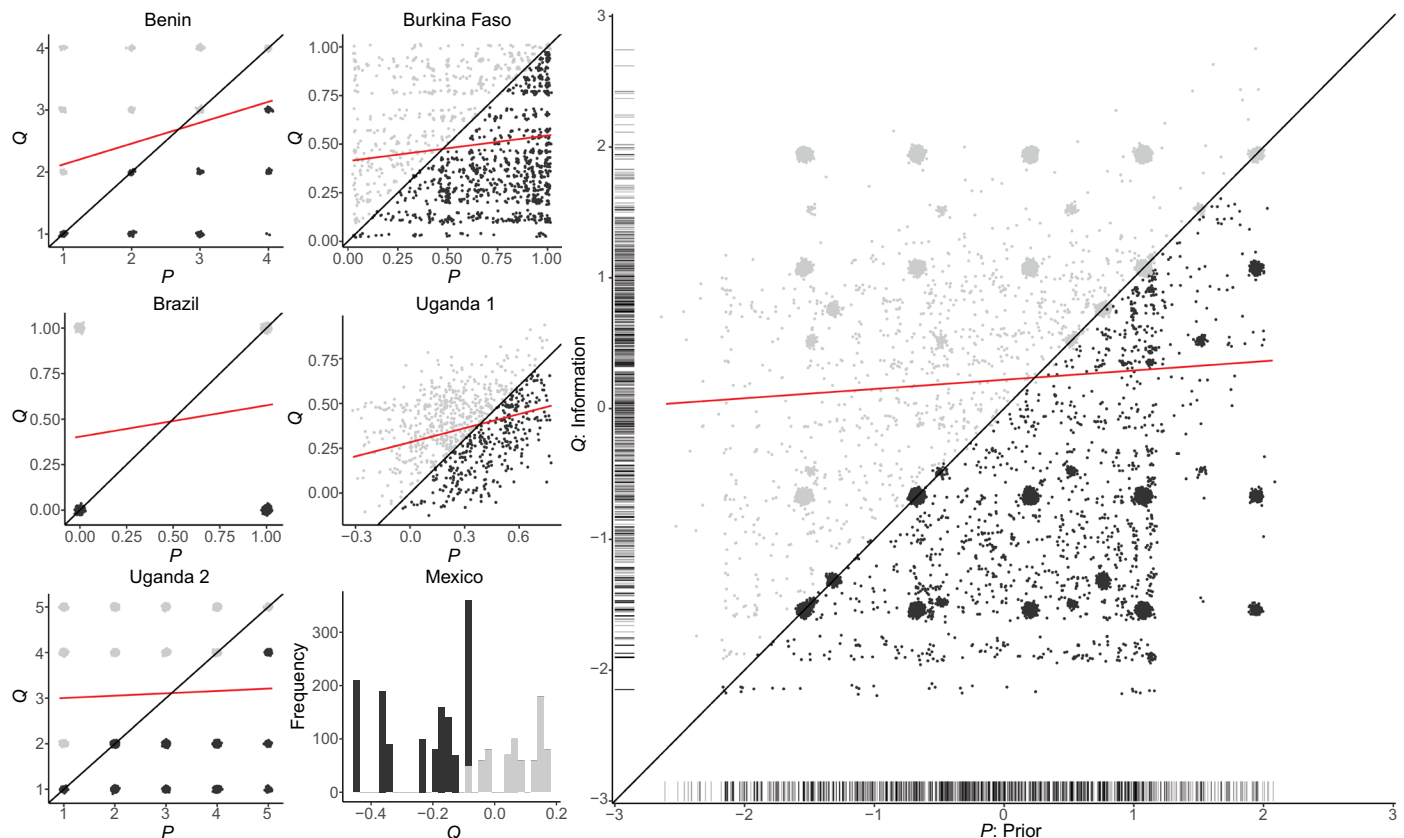 Benin
4
3
2
1
Q
1 2 3 4
P
Burkina Faso
1.00
0.75
0.50
0.25
0.00
Q
0.00 0.25 0.50 0.75 1.00
P
Brazil
1.00
0.75
0.50
0.25
0.00
Q
0.00 0.25 0.50 0.75 1.00
P
Uganda 1
0.75
0.50
0.25
0.00
Q
−0.3 0.0 0.3 0.6
P
Uganda 2
5
4
3
2
1
Q
1 2 3 4 5
P
Mexico
300
200
100
0
Frequency
−0.4 −0.2 0.0 0.2
Q
3
2
1
0
−1
−2
−3
Q: Information
−3 −2 −1 0 1 2 3
P: Prior